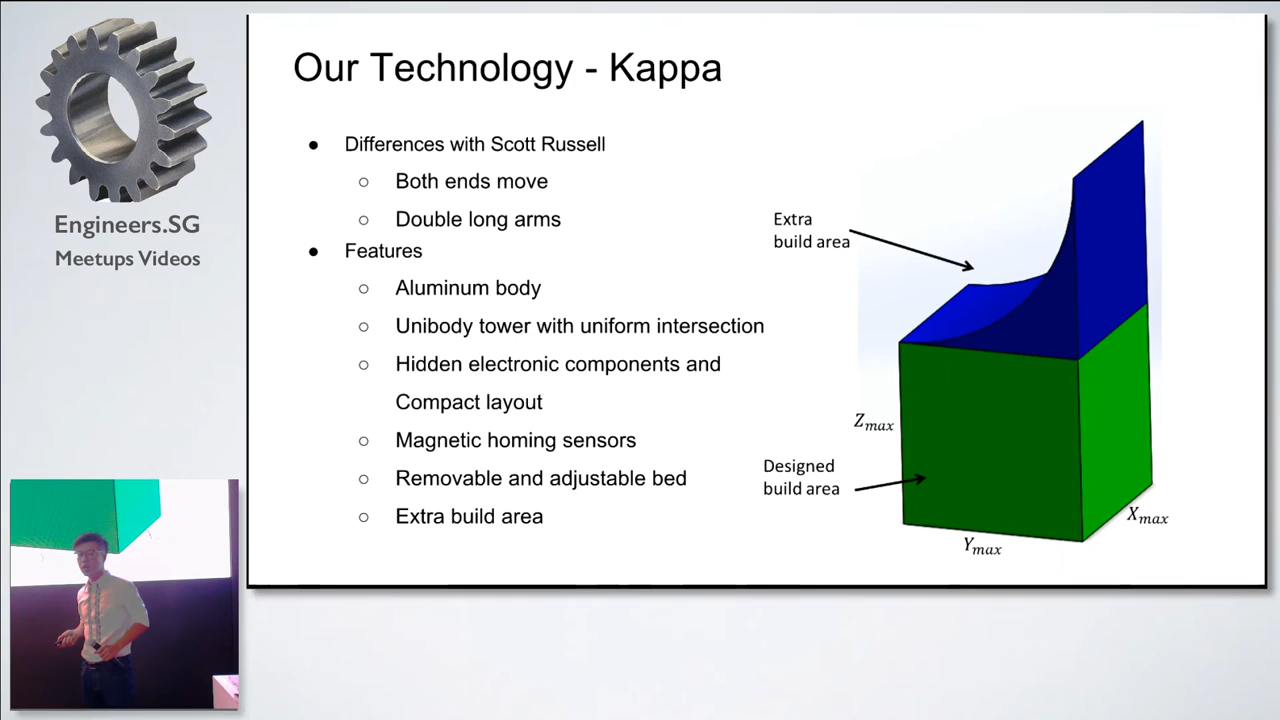 Engineers.SG
Meetups Videos
Our Technology - Kappa
● Differences with Scott Russell
○ Both ends move
○ Double long arms
● Features
○ Aluminum body
○ Unibody tower with uniform intersection
○ Hidden electronic components and
Compact layout
○ Magnetic homing sensors
○ Removable and adjustable bed
○ Extra build area
Extra
build area
Zmax
Designed
build area
Xmax
Ymax